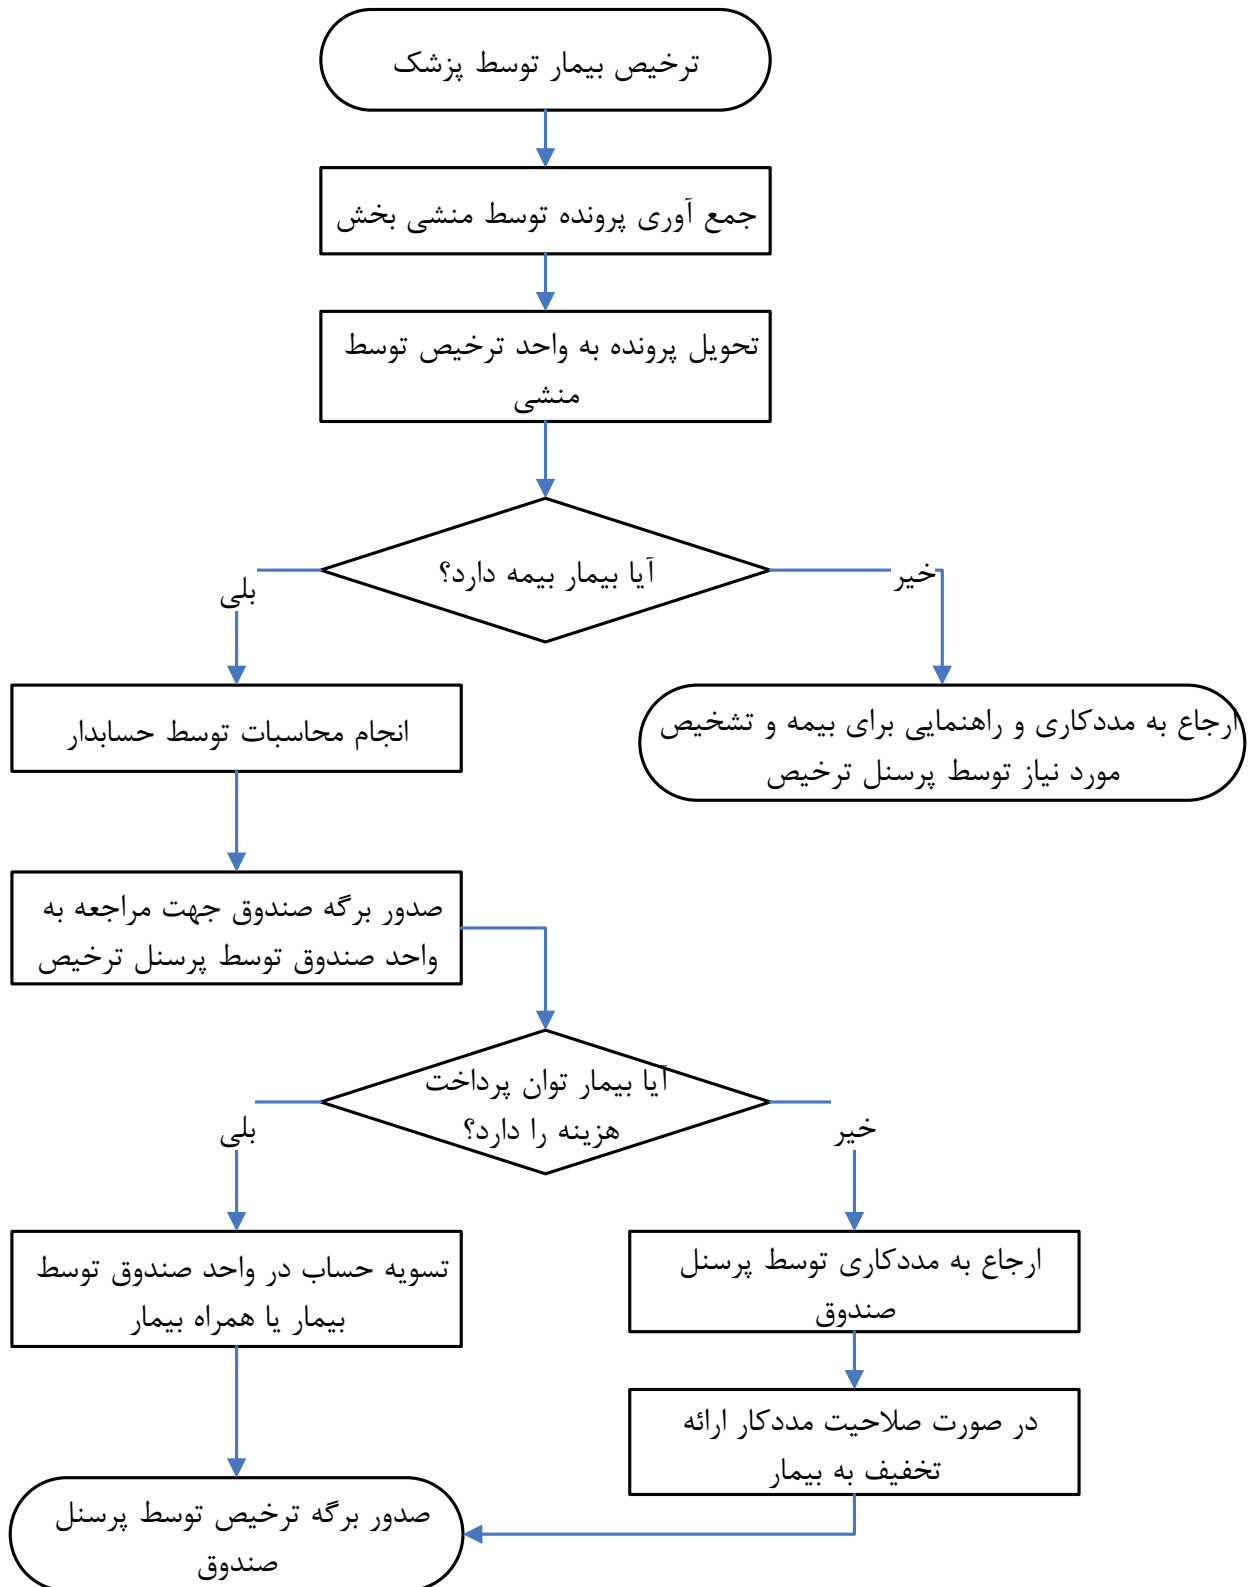 ترخیص بیمار توسط پزشک
جمع آوری پرونده توسط منشی بخش
تحویل پرونده به واحد ترخیص توسط
منشی
آیا بیمار بیمه دارد؟
خیر
بلی
ارجاع به مددکاری و راهنمایی برای بیمه و تشخیص
مورد نیاز توسط پرسنل ترخیص
انجام محاسبات توسط حسابدار
صدور برگه صندوق جهت مراجعه به
واحد صندوق توسط پرسنل ترخیص
آیا بیمار توان پرداخت
هزینه را دارد؟
خیر
بلی
ارجاع به مددکاری توسط پرسنل
صندوق
تسویه حساب در واحد صندوق توسط
بیمار یا همراه بیمار
در صورت صلاحیت مددکار ارائه
تخفیف به بیمار
صدور برگه ترخیص توسط پرسنل
صندوق